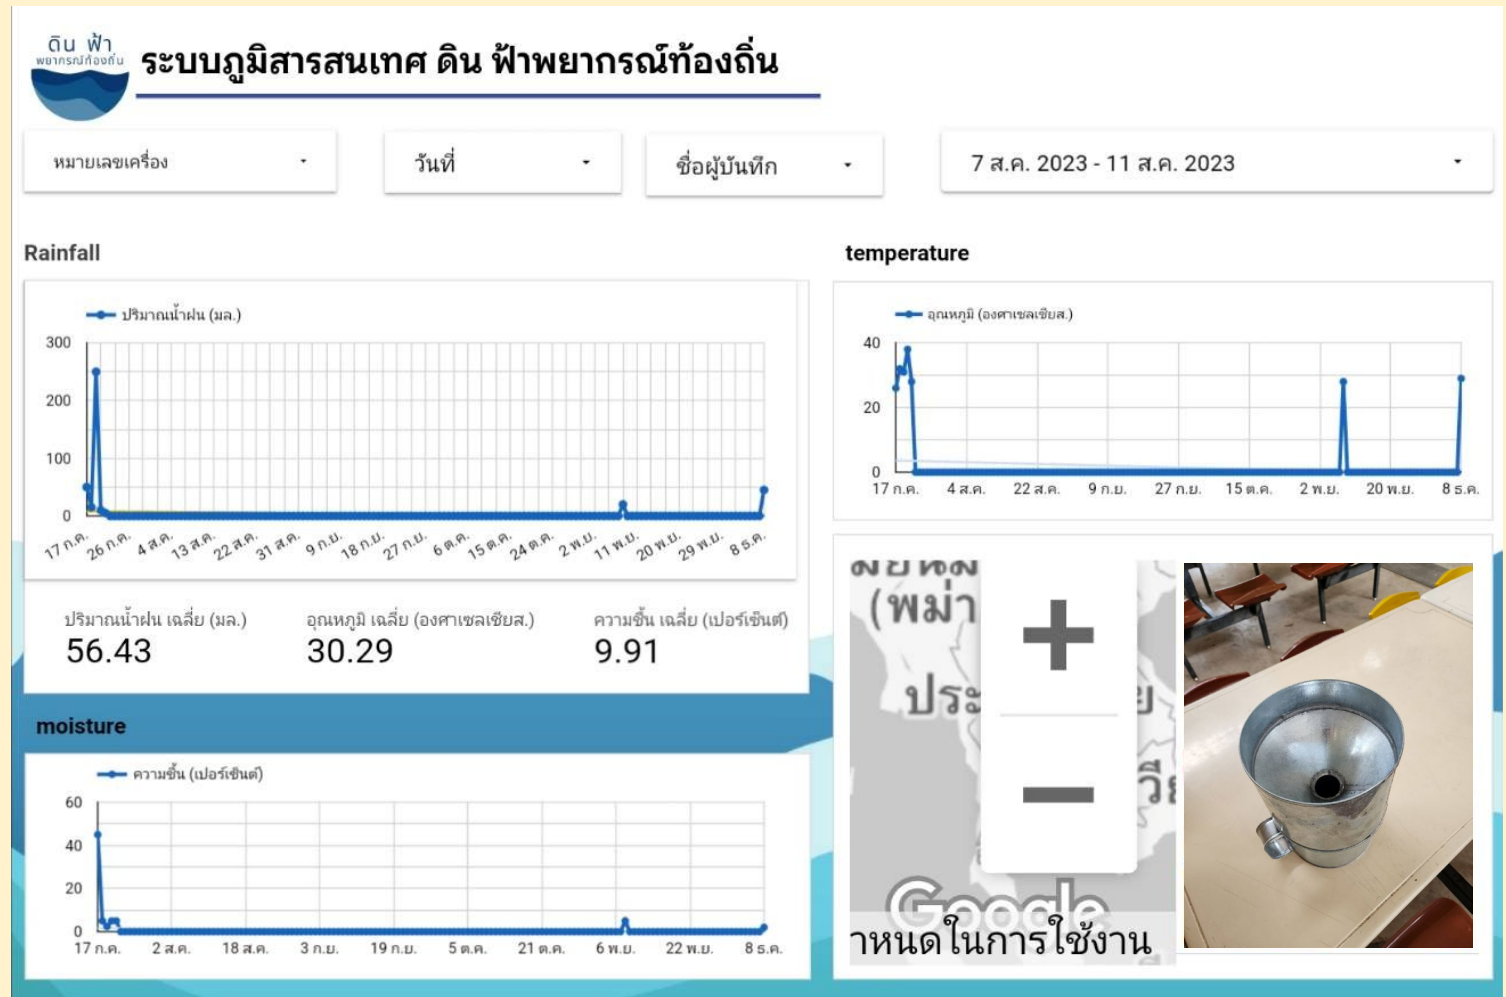 ดิน ฟ้า
พยากรณ์ท้องถิ่น
ระบบภูมิสารสนเทศ ดิน ฟ้าพยากรณ์ท้องถิ่น
หมายเลขเครื่อง
วันที่
ชื่อผู้บันทึก
7 ส.ค. 2023 - 11 ส.ค. 2023
Rainfall
ปริมาณน้ำฝน (มล.)
300
200
100
0
17 ก.ค. 26 ก.ค. 4 ส.ค. 13 ส.ค. 22 ส.ค. 31 ส.ค. 9 ก.ย. 18 ก.ย. 27 ก.ย. 6 ต.ค. 15 ต.ค. 24 ต.ค. 2 พ.ย. 11 พ.ย. 20 พ.ย. 29 พ.ย. 8 ธ.ค.
ปริมาณน้ำฝน เฉลี่ย (มล.)
56.43
อุณหภูมิ เฉลี่ย (องศาเซลเซียส.)
30.29
ความชื้น เฉลี่ย (เปอร์เซ็นต์)
9.91
moisture
ความชื้น (เปอร์เซ็นต์)
60
40
20
0
17 ก.ค. 2 ส.ค. 18 ส.ค. 3 ก.ย. 19 ก.ย. 5 ต.ค. 21 ต.ค. 6 พ.ย. 22 พ.ย. 8 ธ.ค.
temperature
อุณหภูมิ (องศาเซลเซียส.)
40
20
0
17 ก.ค. 4 ส.ค. 22 ส.ค. 9 ก.ย. 27 ก.ย. 15 ต.ค. 2 พ.ย. 20 พ.ย. 8 ธ.ค.
(พม่า
+
−
Google
าหนดในการใช้งาน